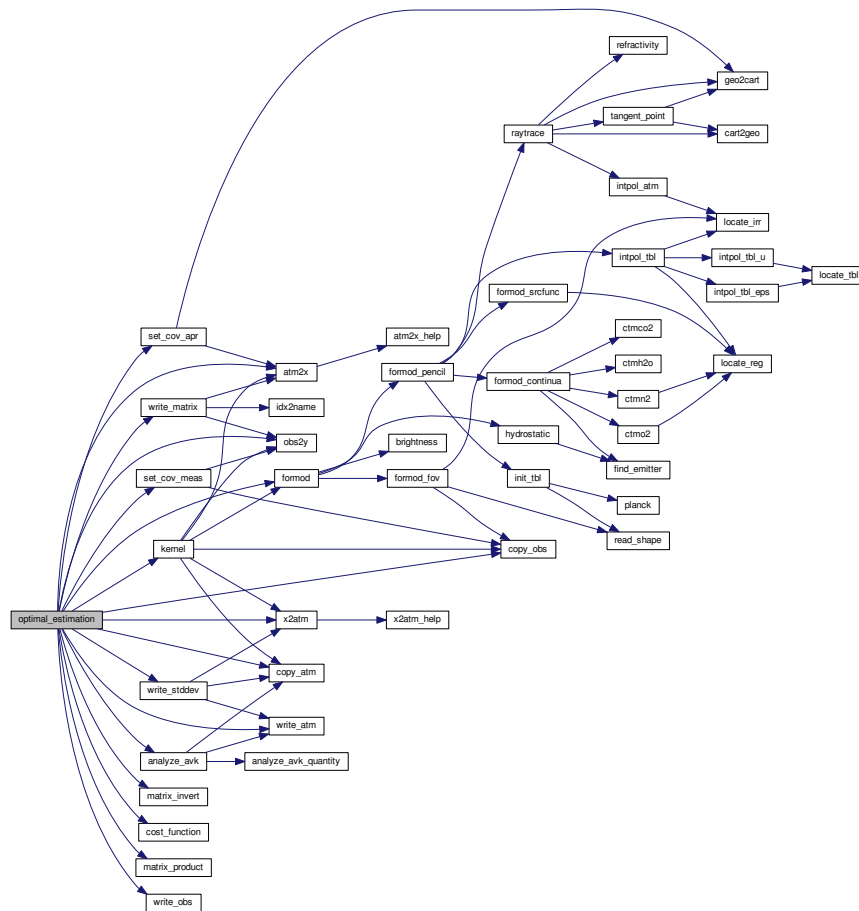 refractivity
geo2cart
tangent_point
raytrace
cart2geo
intpol_atm
locate_irr
intpol_tbl
intpol_tbl_u
locate_tbl
formod_srcfunc
intpol_tbl_eps
set_cov_apr
atm2x_help
ctmco2
atm2x
formod_pencil
ctmh2o
locate_reg
formod_continua
write_matrix
idx2name
ctmn2
ctmo2
obs2y
brightness
hydrostatic
set_cov_meas
formod
formod_fov
find_emitter
init_tbl
planck
kernel
copy_obs
read_shape
optimal_estimation
x2atm
x2atm_help
copy_atm
write_stddev
write_atm
analyze_avk
analyze_avk_quantity
matrix_invert
cost_function
matrix_product
write_obs